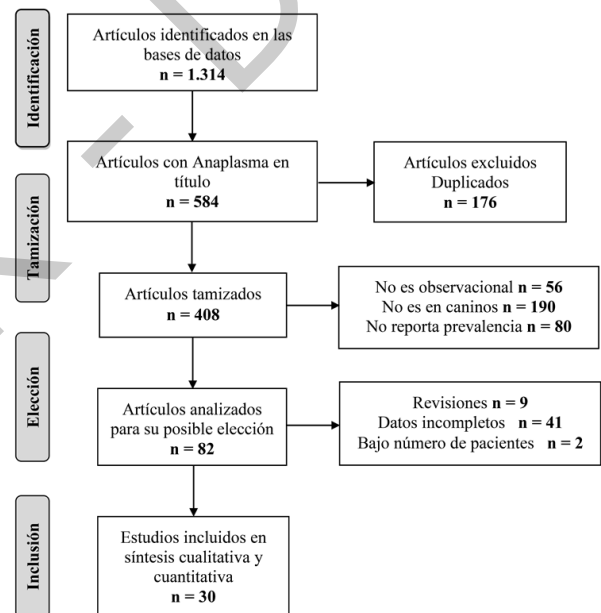 Identificación
Artículos identificados en las
bases de datos
n = 1.314
Artículos con Anaplasma en
título
n = 584
Artículos excluidos
Duplicados
n = 176
Tamización
Artículos tamizados
n = 408
No es observacional n = 56
No es en caninos n = 190
No reporta prevalencia n = 80
Elección
Artículos analizados
para su posible elección
n = 82
Revisiones n = 9
Datos incompletos n = 41
Bajo número de pacientes n = 2
Inclusión
Estudios incluidos en
síntesis cualitativa y
cuantitativa
n = 30